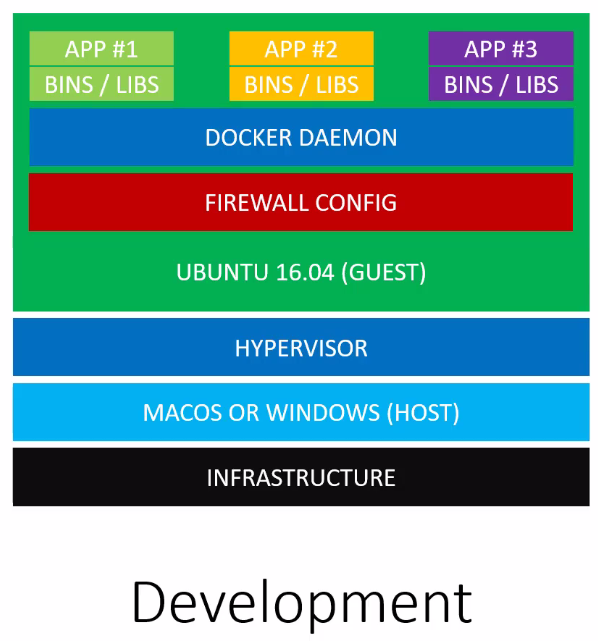 APP #1
APP #2
APP #3
BINS / LIBS
BINS / LIBS
BINS / LIBS
DOCKER DAEMON
FIREWALL CONFIG
UBUNTU 16.04 (GUEST)
HYPERVISOR
MACOS OR WINDOWS (HOST)
INFRASTRUCTURE
Development